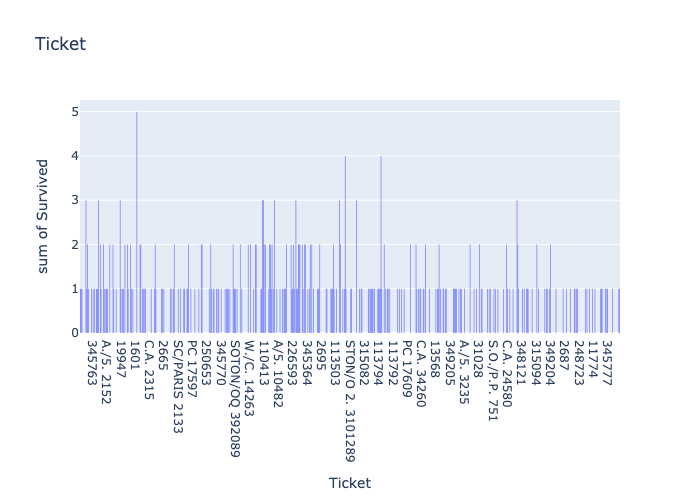 Ticket
sum of Survived
5
4
3
2
1
0
345763
A./5. 2152
19947
1601
C.A. 2315
2665
SC/PARIS 2133
PC 17597
250653
345770
SOTON/OQ 392089
W./C. 14263
110413
A/5. 10482
226593
345364
2695
113503
STON/O 2. 3101289
315082
113794
113792
PC 17609
C.A. 34260
13568
349205
A./5. 3235
31028
S.O./P.P. 751
C.A. 24580
348121
315094
349204
2687
248723
11774
345777
Ticket